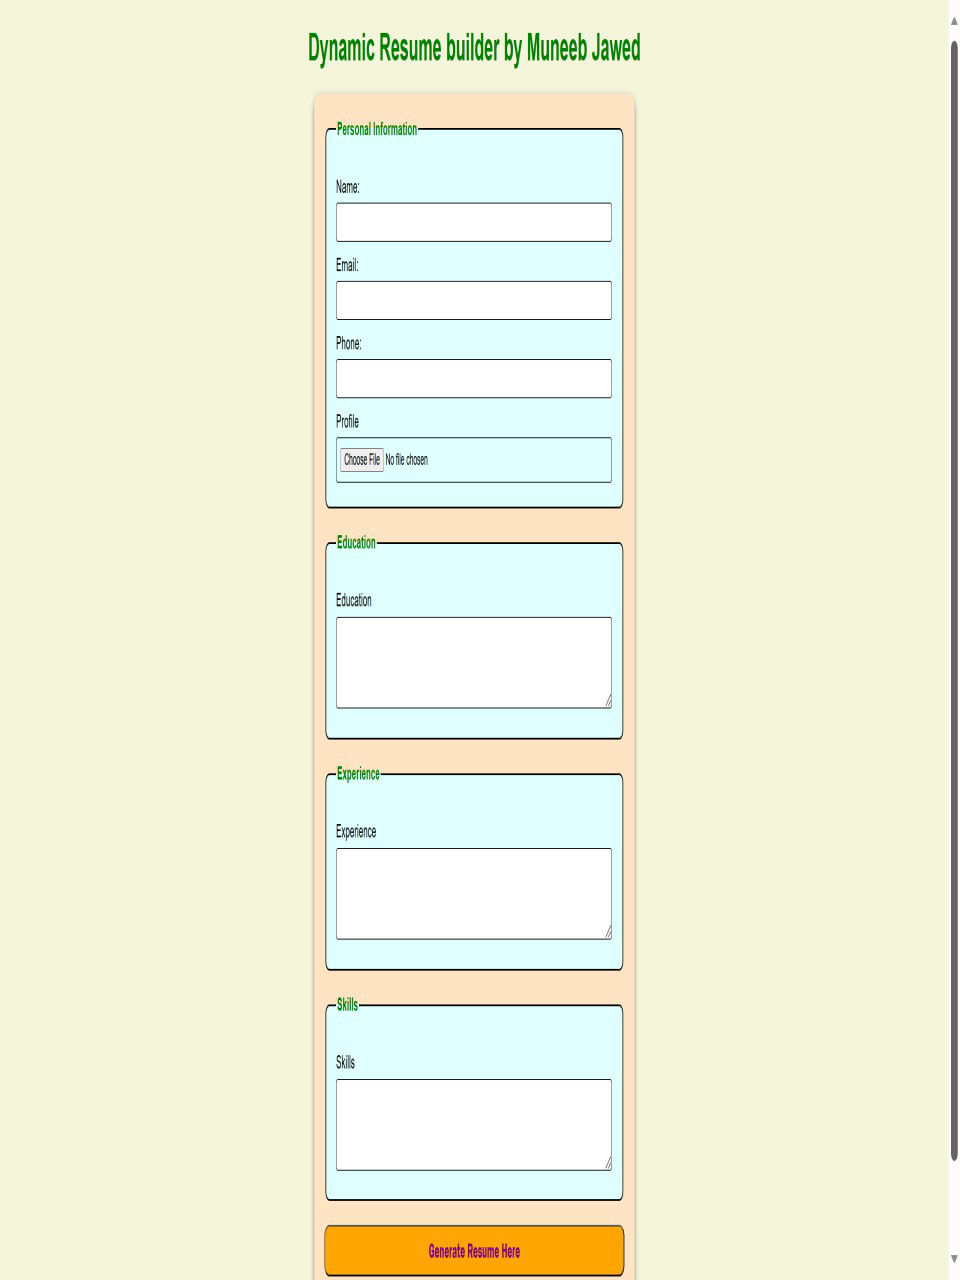 Dynamic Resume builder by Muneeb Jawed
Personal Information
Name:
Email:
Phone:
Profile
Choose File No file chosen
Education
Education
Experience
Experience
Skills
Skills
Generate Resume Here